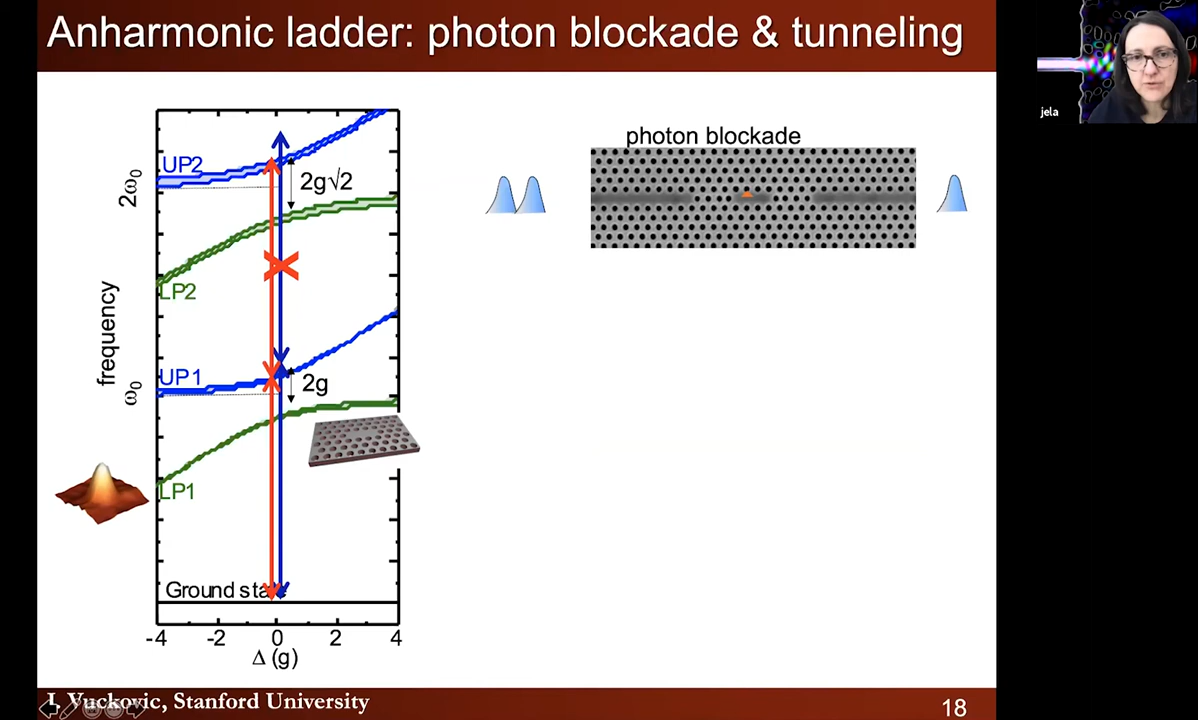 Anharmonic ladder: photon blockade & tunneling
jela
photon blockade
UP2
2g√2
2ω₀
LP2
frequency
UP1
2g
ω₀
LP1
Ground state
-4 -2 0 2 4
Δ (g)
J. Vuckovic, Stanford University
18